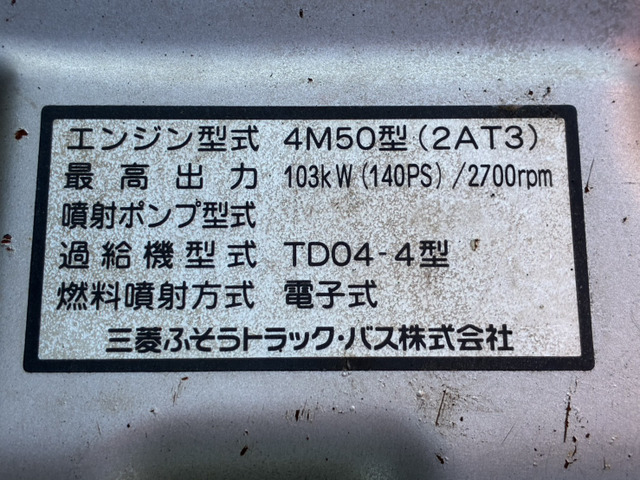 エンジン型式 4M50型(2AT3)
最高出力 103kW(140PS)/2700rpm
噴射ポンプ型式
過給機型式 TD04-4型
燃料噴射方式 電子式
三菱ふそうトラック・バス株式会社